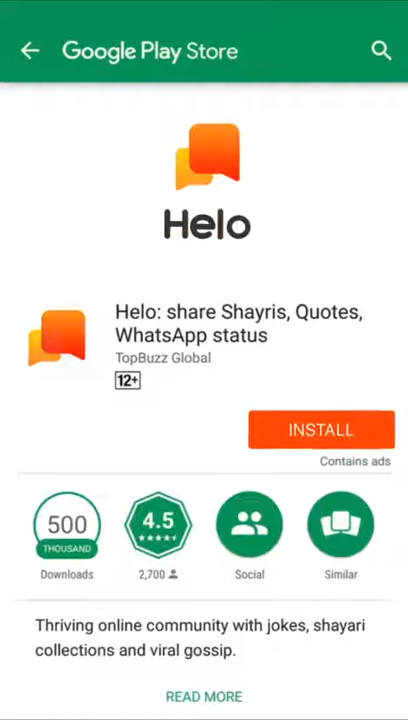 Google Play Store
Helo
Helo: share Shayris, Quotes,
WhatsApp status
TopBuzz Global
12+
INSTALL
Contains ads
500
THOUSAND
4.5
Downloads
2,700
Social
Similar
Thriving online community with jokes, shayari
collections and viral gossip.
READ MORE